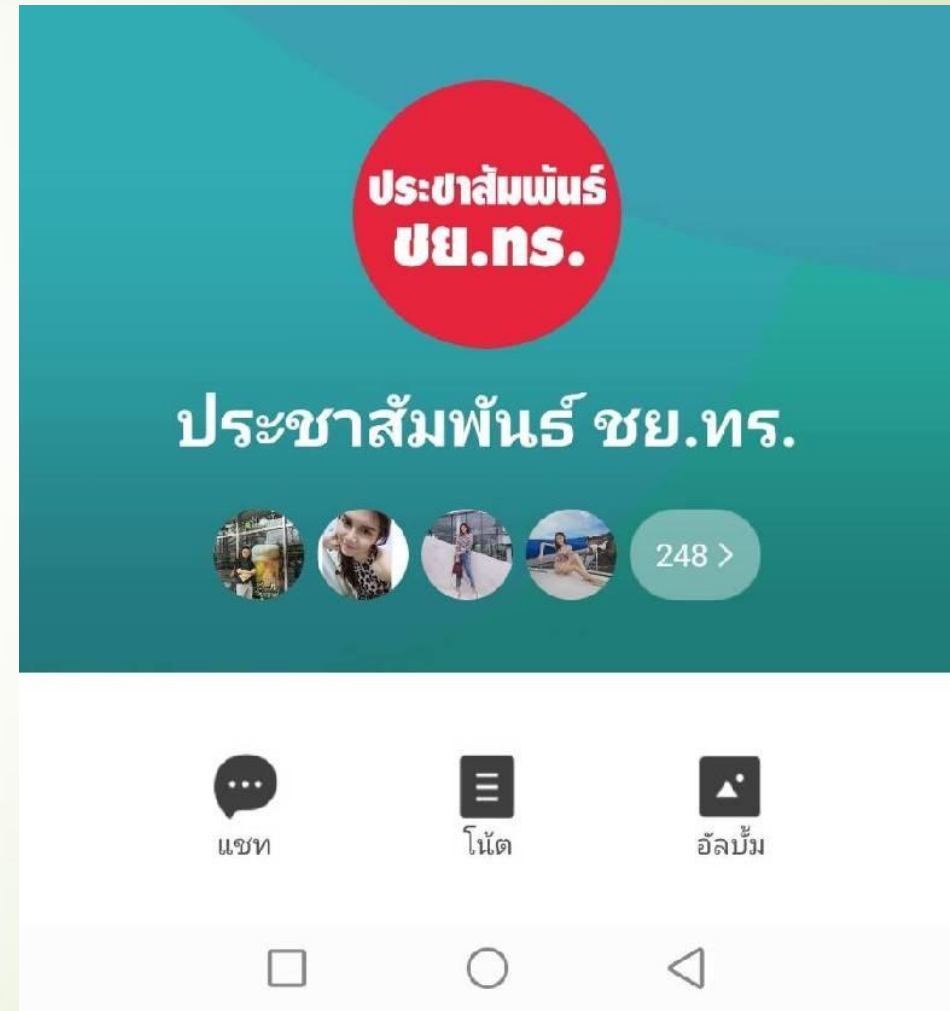 ประชาสัมพันธ์
ชย.ทร.
ประชาสัมพันธ์ ชย.ทร.
248 >
แชท
โน้ต
อัลบั้ม